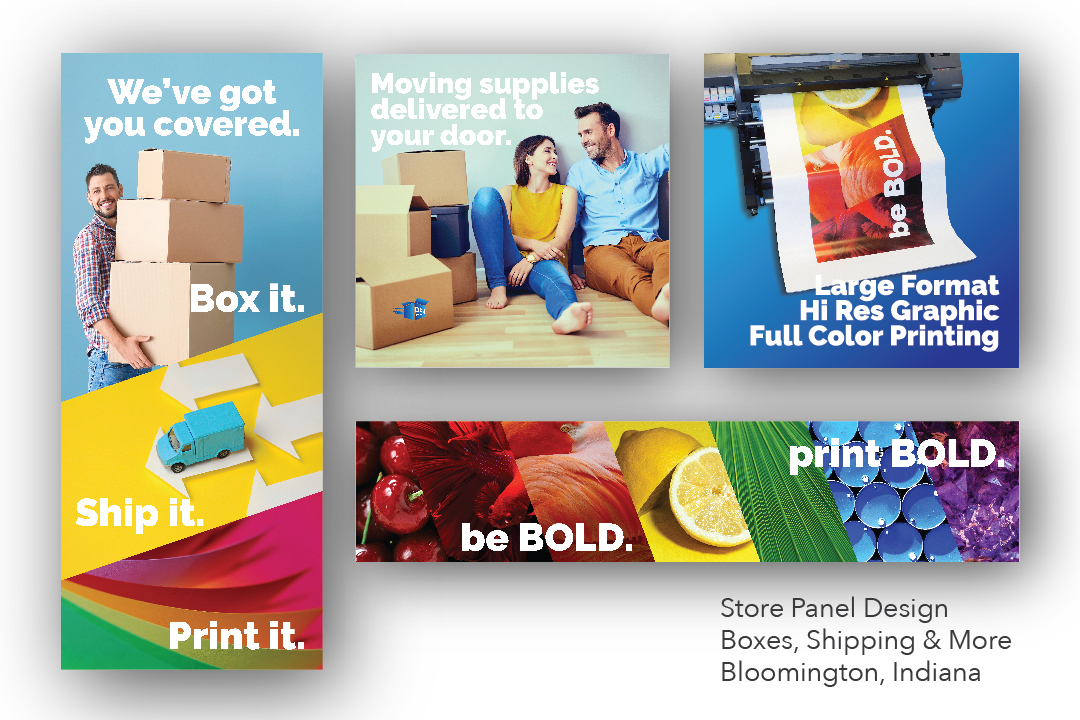 We've got
you covered.
Box it.
Ship it.
Print it.
Moving supplies
delivered to
your door.
be BOLD.
Large Format
Hi Res Graphic
Full Color Printing
be BOLD.
print BOLD.
Store Panel Design
Boxes, Shipping & More
Bloomington, Indiana